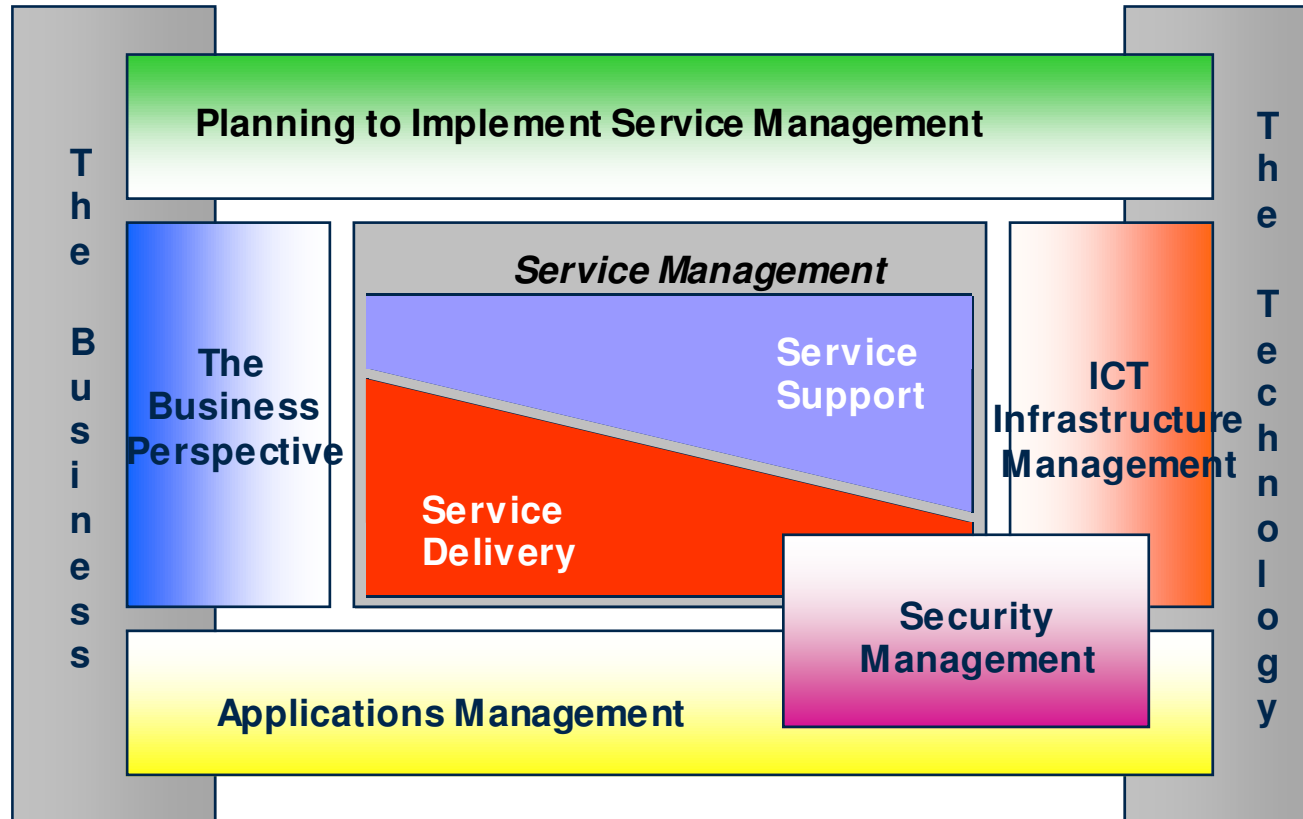 Planning to Implement Service Management
The Business
The Technology
Service Management
The
Business
Perspective
Service
Support
ICT
Infrastructure
Management
Service
Delivery
Security
Management
Applications Management